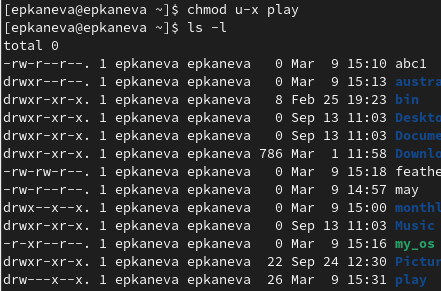 [epkaneva@epkaneva ~]$ chmod u-x play
[epkaneva@epkaneva ~]$ ls -l
total 0
-rw-r--r--. 1 epkaneva epkaneva   0 Mar  9 15:10 abc1
drwxr--r--. 1 epkaneva epkaneva   0 Mar  9 15:13 austra
drwxr-xr-x. 1 epkaneva epkaneva   8 Feb 25 19:23 bin
drwxr-xr-x. 1 epkaneva epkaneva   0 Sep 13 11:03 Deskto
drwxr-xr-x. 1 epkaneva epkaneva   0 Sep 13 11:03 Docume
drwxr-xr-x. 1 epkaneva epkaneva 786 Mar  1 11:58 Downlo
-rw-rw-r--. 1 epkaneva epkaneva   0 Mar  9 15:18 feathe
-rw-r--r--. 1 epkaneva epkaneva   0 Mar  9 14:57 may
drwx--x--x. 1 epkaneva epkaneva   0 Mar  9 15:00 monthl
drwxr-xr-x. 1 epkaneva epkaneva   0 Sep 13 11:03 Music
-r-xr--r--. 1 epkaneva epkaneva   0 Mar  9 15:16 my_os
drwxr-xr-x. 1 epkaneva epkaneva  22 Sep 24 12:30 Pictur
drw---x--x. 1 epkaneva epkaneva  26 Mar  9 15:31 play